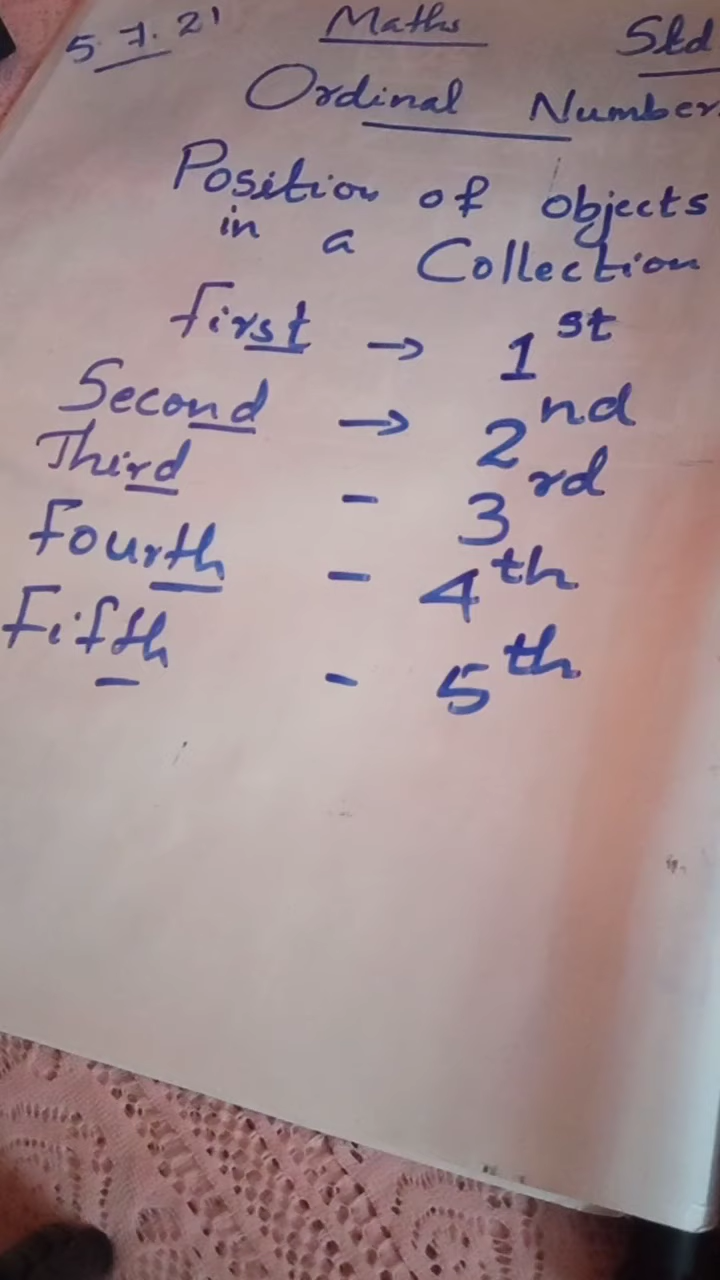 5.7.21 Maths Std
Ordinal Number
Position of objects
in a Collection
First → 1st
Second → 2nd
Third - 3rd
Fourth - 4th
Fifth - 5th